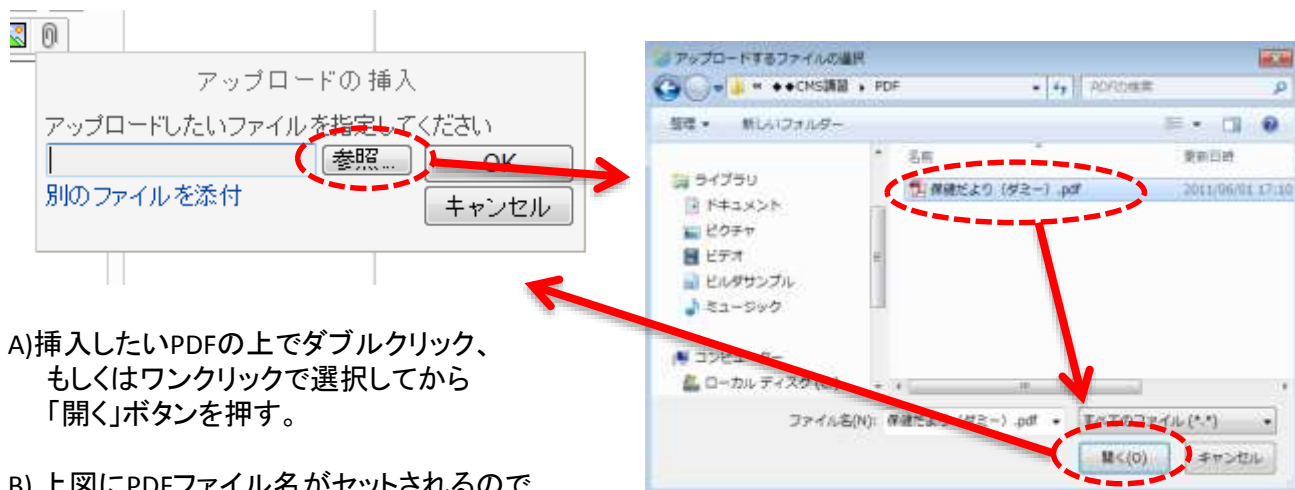 アップロードの挿入
アップロードしたいファイルを指定してください
参照...
OK
別のファイルを添付
キャンセル
A)挿入したいPDFの上でダブルクリック、
もしくはワンクリックで選択してから
「開く」ボタンを押す。
B) 上図にPDFファイル名がセットされるので
アップロードするファイルの選択
« ◆◆CMS講習 ▸ PDF
PDFの検索
整理 ▾ 新しいフォルダー
名前 更新日時
保健だより（ダミー）.pdf 2011/06/01 17:10
ライブラリ
ドキュメント
ピクチャ
ビデオ
ビルダサンプル
ミュージック
コンピューター
ローカル ディスク (C:)
ファイル名(N): 保健だより（ダミー）.pdf すべてのファイル (*.*)
開く(O) キャンセル